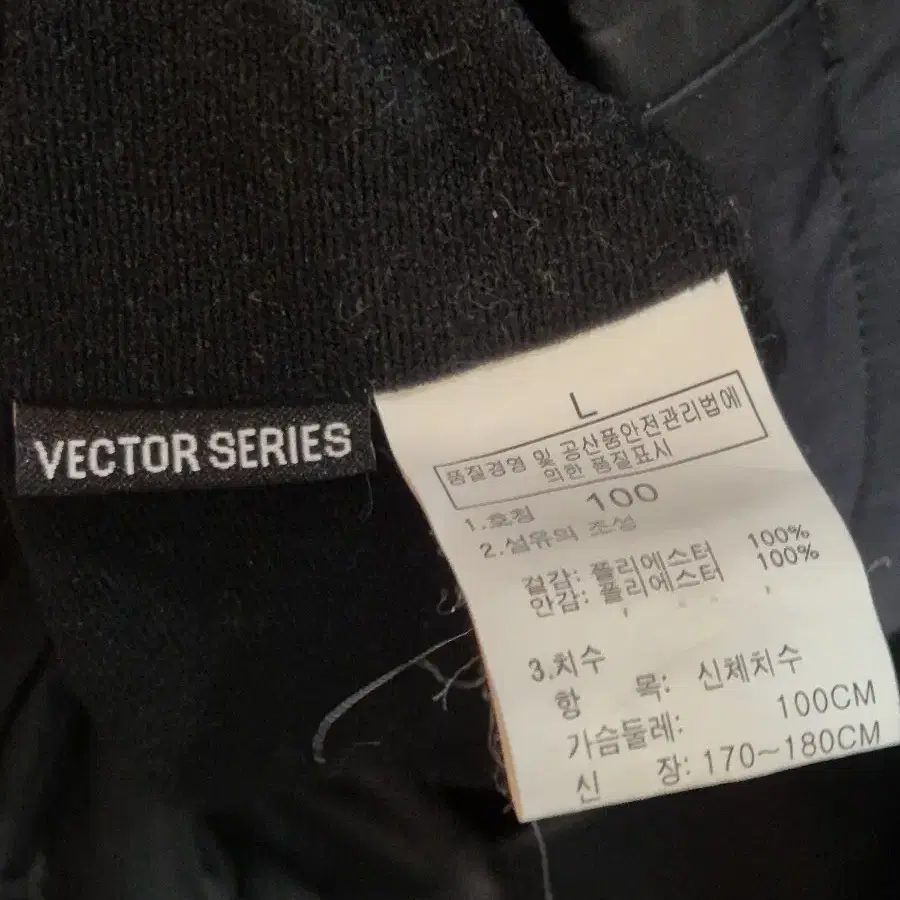 VECTOR SERIES
L
품질경영 및 공산품안전관리법에
의한 품질표시
1.호칭 100
2.섬유의 조성
겉감: 폴리에스터 100%
안감: 폴리에스터 100%
3.치수
항 목: 신체치수
가슴둘레: 100CM
신 장: 170~180CM